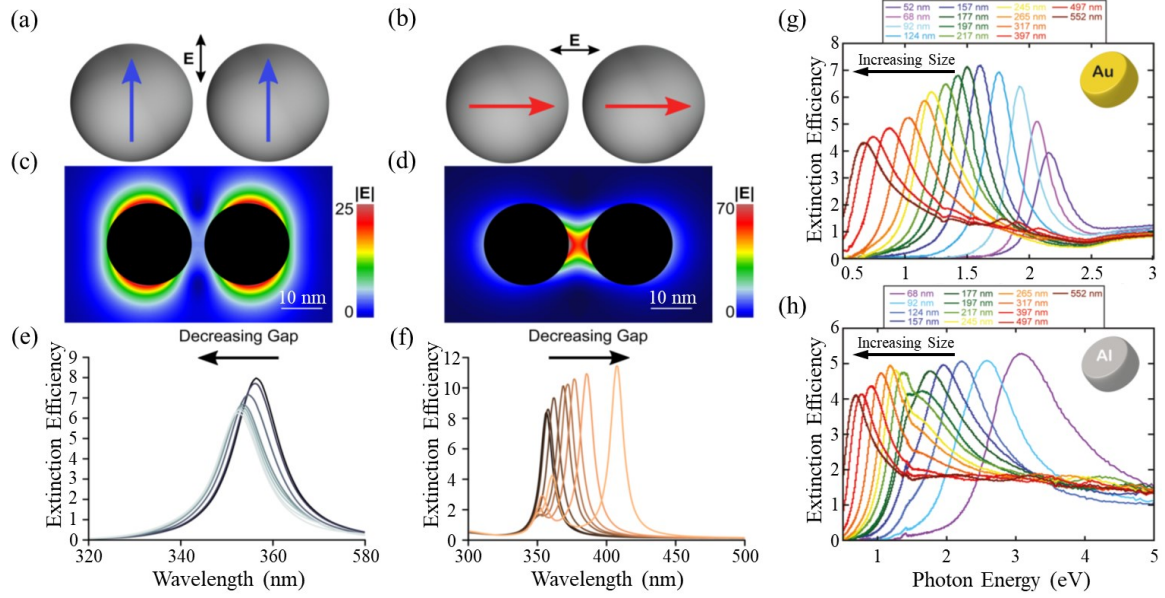 (a)
E
(b)
E
(c)
|E|
25
0
10 nm
(d)
|E|
70
0
10 nm
(e)
Decreasing Gap
Extinction Efficiency
9
8
7
6
5
4
3
2
1
0
320
340
360
580
Wavelength (nm)
(f)
Decreasing Gap
Extinction Efficiency
12
10
8
6
4
2
0
300
350
400
450
500
Wavelength (nm)
(g)
52 nm 157 nm 245 nm 497 nm
68 nm 177 nm 265 nm 552 nm
92 nm 197 nm 317 nm
124 nm 217 nm 397 nm
Increasing Size
Au
Extinction Efficiency
8
7
6
5
4
3
2
1
0
0.5
1
1.5
2
2.5
3
(h)
68 nm 177 nm 265 nm 552 nm
92 nm 197 nm 317 nm
124 nm 217 nm 397 nm
157 nm 245 nm 497 nm
Increasing Size
Al
Extinction Efficiency
6
5
4
3
2
1
0
1
2
3
4
5
Photon Energy (eV)